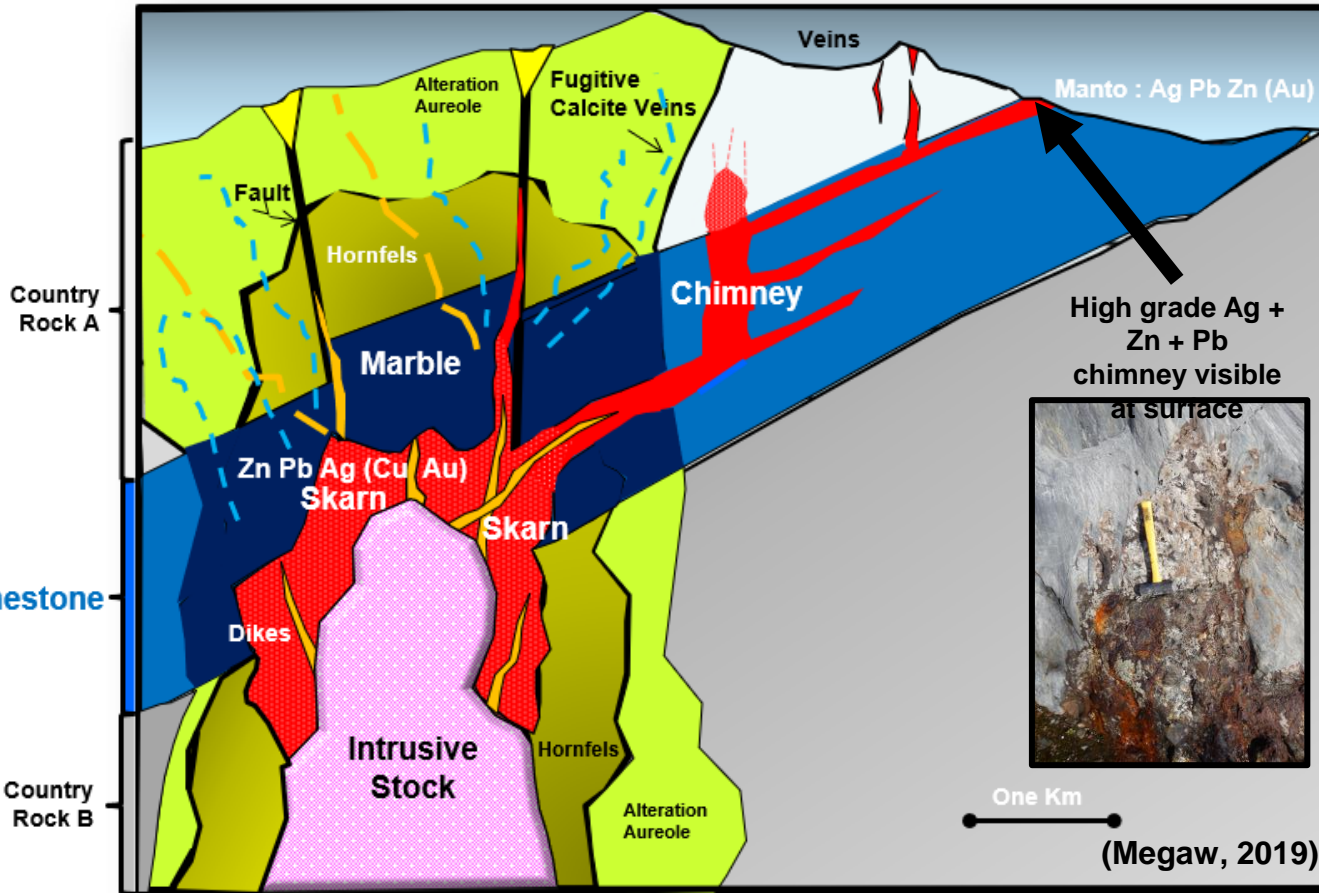 Veins
Alteration
Aureole
Fugitive
Calcite Veins
Manto : Ag Pb Zn (Au)
Fault
Hornfels
Country
Rock A
Chimney
High grade Ag +
Zn + Pb
chimney visible
at surface
Marble
Zn Pb Ag (Cu Au)
Skarn
Skarn
nestone
Dikes
Intrusive
Stock
Hornfels
Country
Rock B
Alteration
Aureole
One Km
(Megaw, 2019)